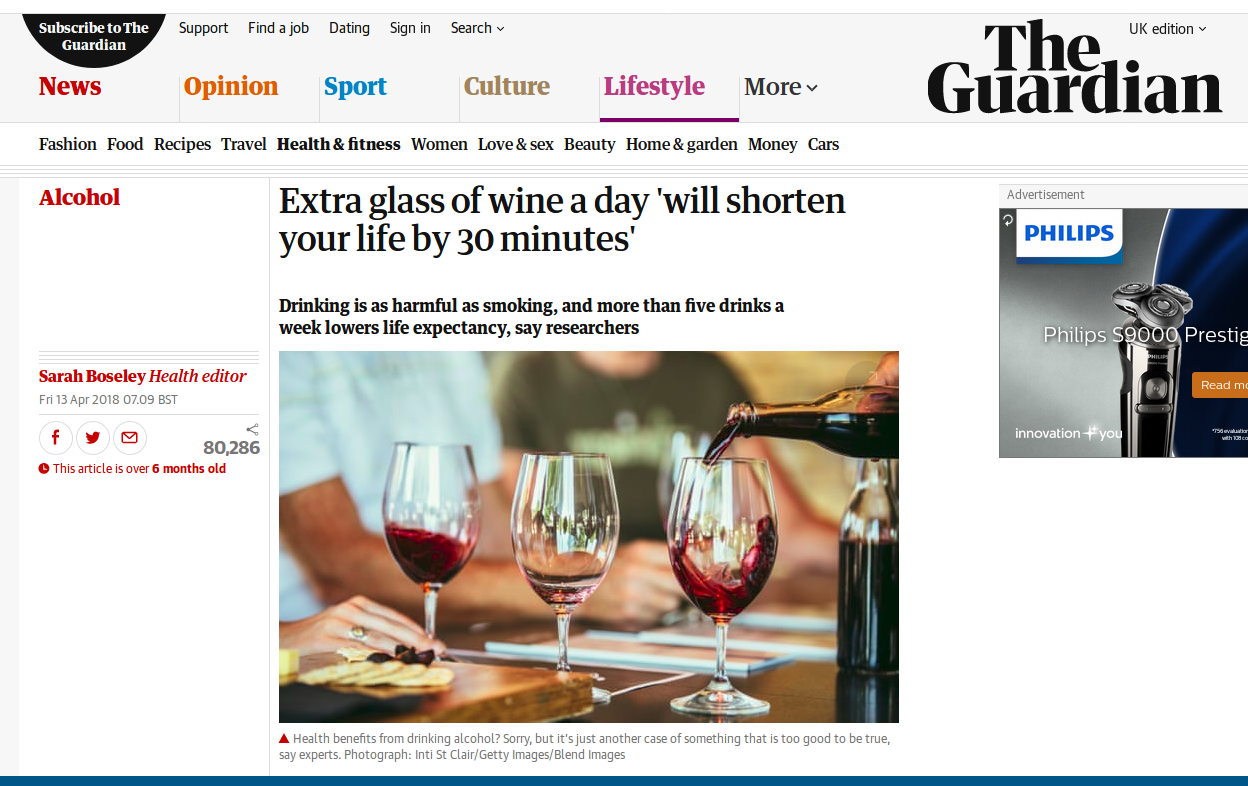 Subscribe to The
Guardian
Support
Find a job
Dating
Sign in
Search
UK edition
The
Guardian
News
Opinion
Sport
Culture
Lifestyle
More
Fashion
Food
Recipes
Travel
Health & fitness
Women
Love & sex
Beauty
Home & garden
Money
Cars
Alcohol
Extra glass of wine a day 'will shorten
your life by 30 minutes'
Drinking is as harmful as smoking, and more than five drinks a
week lowers life expectancy, say researchers
Sarah Boseley Health editor
Fri 13 Apr 2018 07.09 BST
80,286
This article is over 6 months old
Health benefits from drinking alcohol? Sorry, but it's just another case of something that is too good to be true,
say experts. Photograph: Inti St Clair/Getty Images/Blend Images
Advertisement
PHILIPS
Philips S9000 Prestig
PHILIPS
Read mo
innovation you